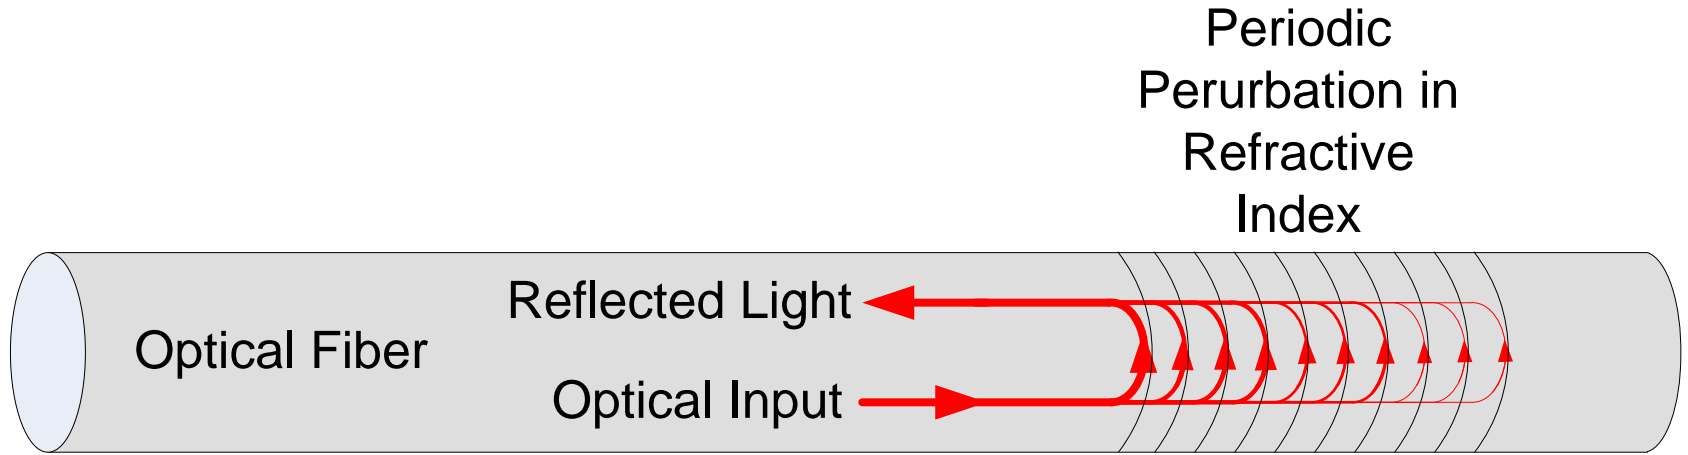 Periodic
Perurbation in
Refractive
Index
Reflected Light
Optical Fiber
Optical Input